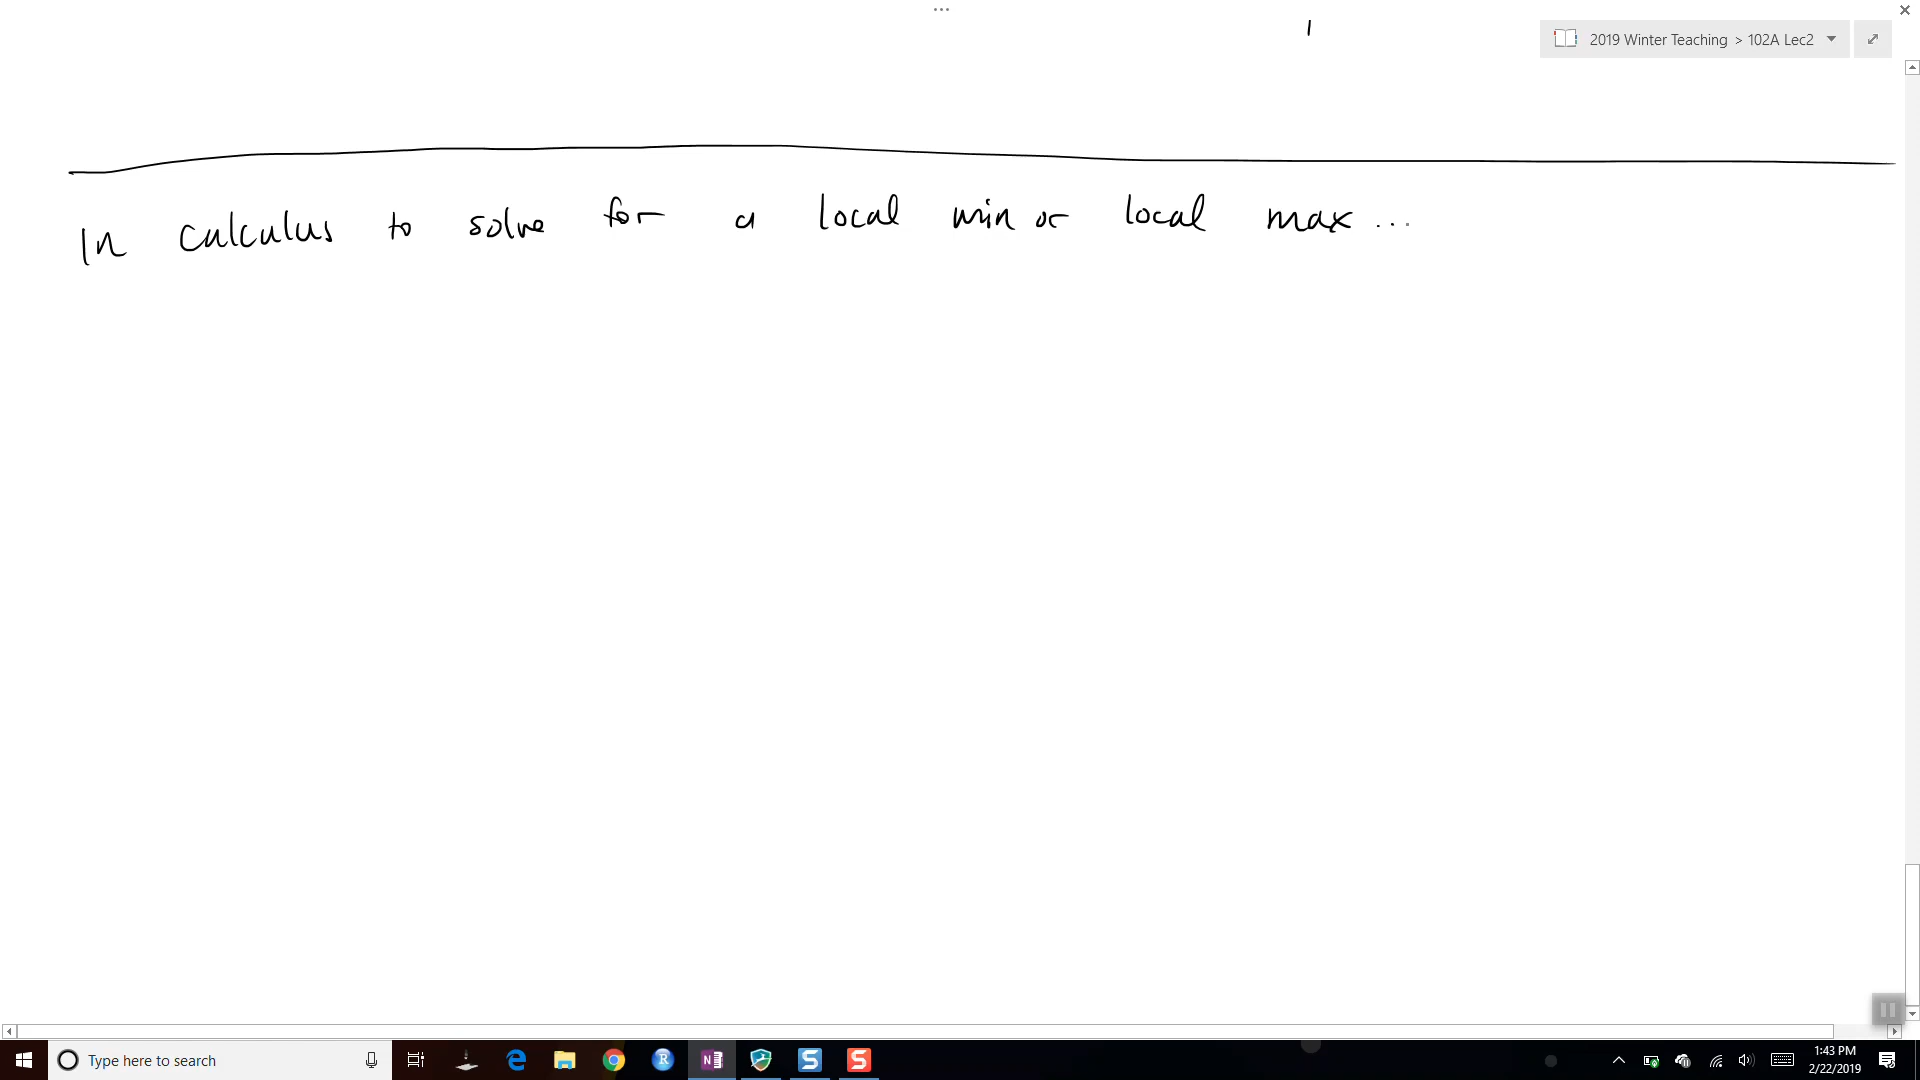 2019 Winter Teaching > 102A Lec2
In calculus to solve for a local min or local max ...
Type here to search
1:43 PM
2/22/2019